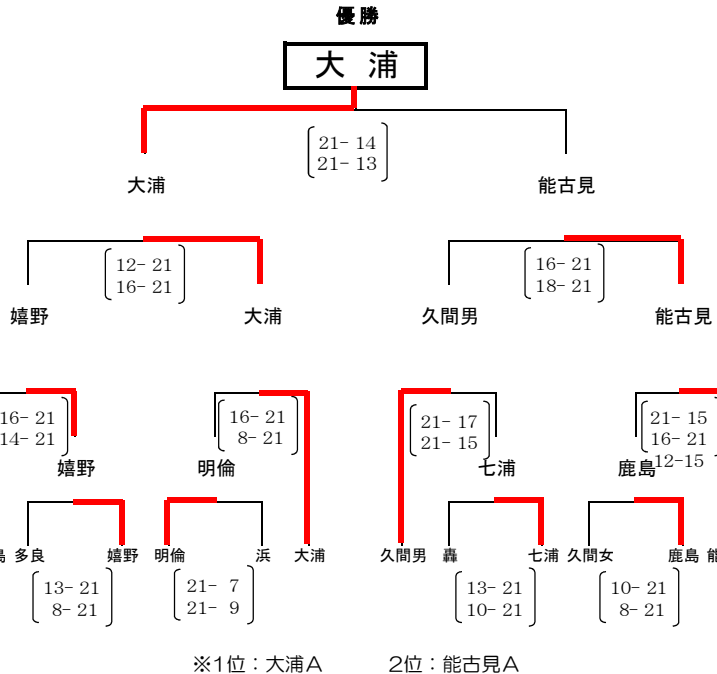 優勝
大 浦
21- 14
21- 13
大浦
能古見
12- 21
16- 21
16- 21
18- 21
嬉野
大浦
久間男
能古見
16- 21
14- 21
16- 21
8- 21
21- 17
21- 15
21- 15
16- 21
12-15
嬉野
明倫
七浦
鹿島
島 多良 嬉野 明倫 浜 大浦 久間男 轟 七浦 久間女 鹿島 能
13- 21
8- 21
21- 7
21- 9
13- 21
10- 21
10- 21
8- 21
※1位：大浦A 2位：能古見A